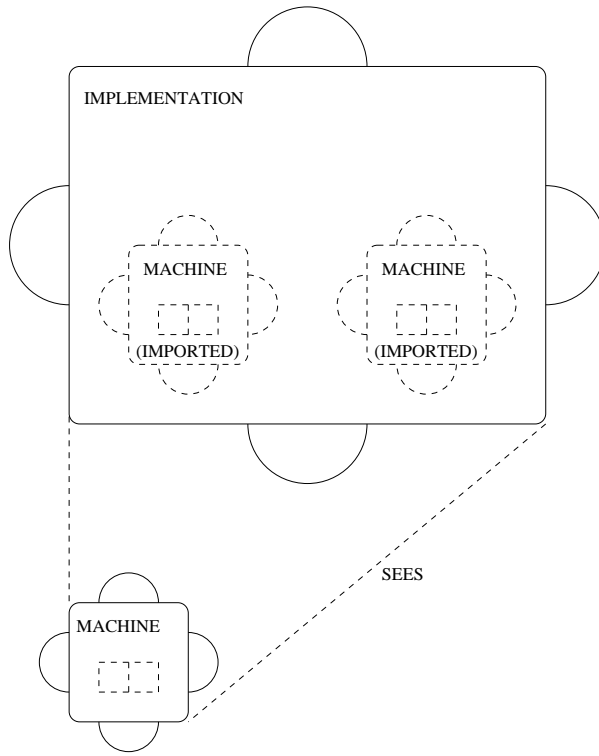 IMPLEMENTATION
MACHINE
(IMPORTED)
MACHINE
(IMPORTED)
SEES
MACHINE